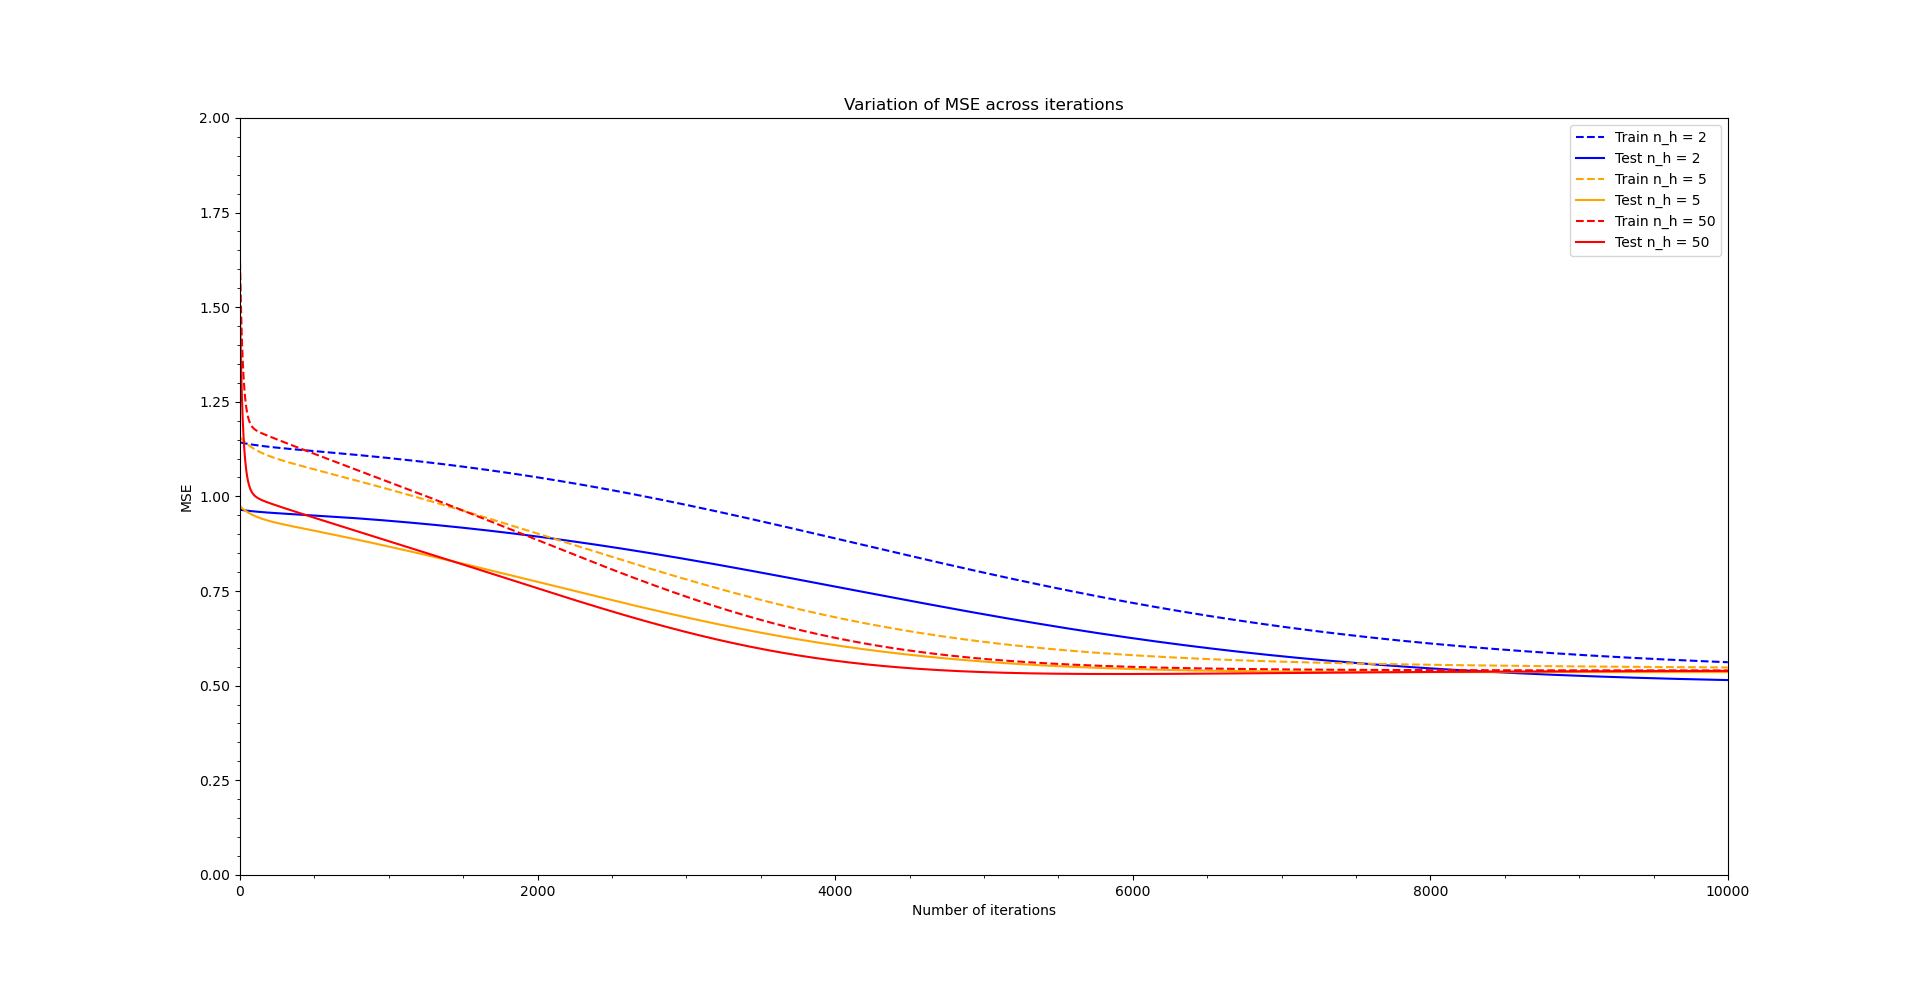 Variation of MSE across iterations
2.00
1.75
1.50
1.25
1.00
0.75
0.50
0.25
0.00
MSE
Train n_h = 2
Test n_h = 2
Train n_h = 5
Test n_h = 5
Train n_h = 50
Test n_h = 50
0 2000 4000 6000 8000 10000
Number of iterations